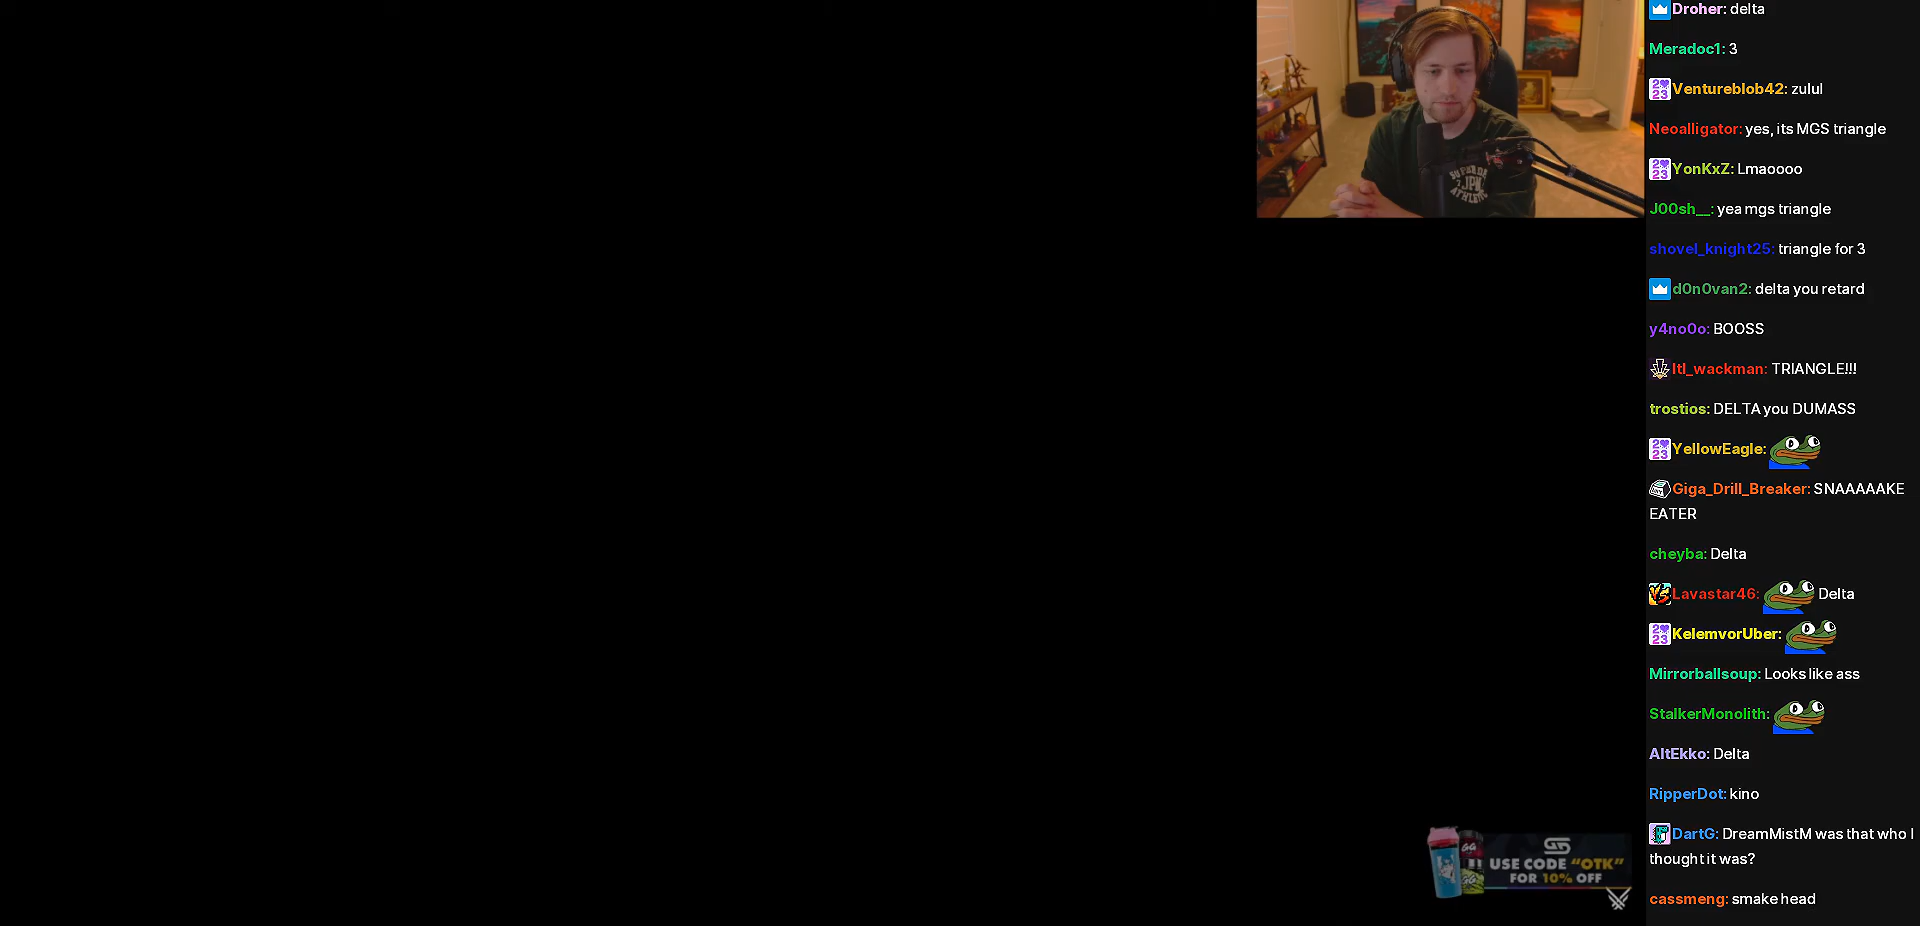 Droher: delta
Meradoc1: 3
Ventureblob42: zulul
Neoalligator: yes, its MGS triangle
YonKxZ: Lmaoooo
J00sh__: yea mgs triangle
shovel_knight25: triangle for 3
d0n0van2: delta you retard
y4no0o: BOOSS
ltl_wackman: TRIANGLE!!!
trostios: DELTA you DUMASS
YellowEagle:
Giga_Drill_Breaker: SNAAAAAKE
EATER
cheyba: Delta
Lavastar46: Delta
KelemvorUber:
Mirrorballsoup: Looks like ass
StalkerMonolith:
AltEkko: Delta
RipperDot: kino
DartG: DreamMistM was that who I
thought it was?
cassmeng: smake head
JPN
GG
USE CODE "OTK"
FOR 10% OFF